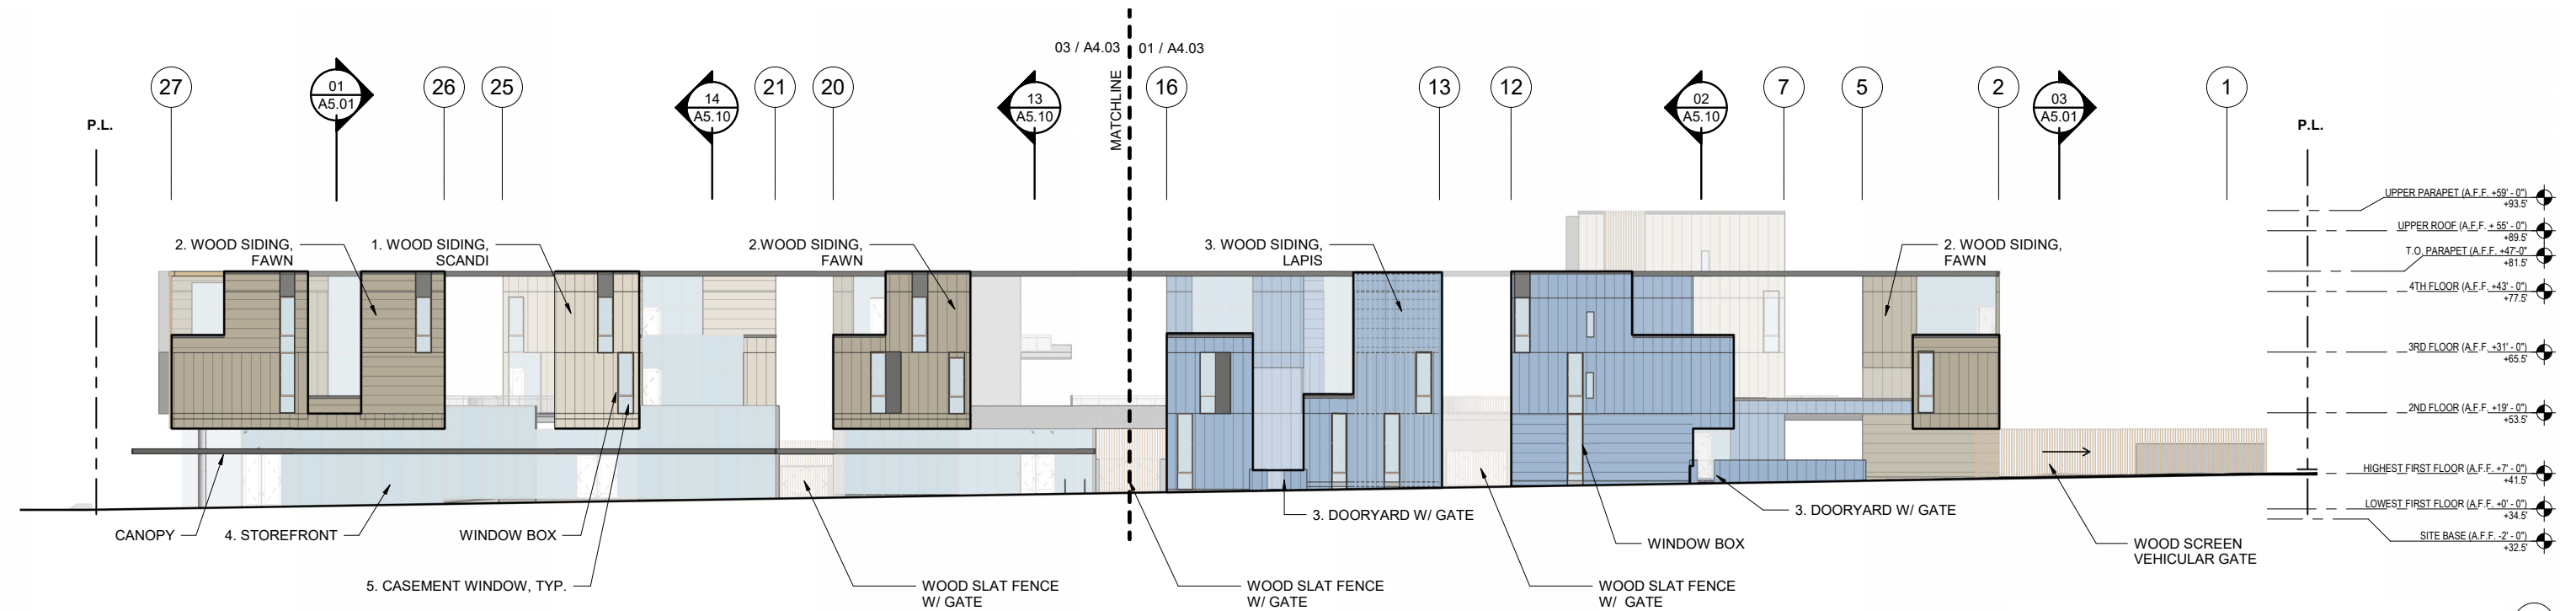 03 / A4.03
01 / A4.03
MATCHLINE
27
01
A5.01
26
25
14
A5.10
21
20
13
A5.10
16
13
12
02
A5.10
7
5
2
03
A5.01
1
P.L.
P.L.
UPPER PARAPET (A.F.F. +59' - 0")
+93.5'
UPPER ROOF (A.F.F. + 55' - 0")
+89.5'
T.O. PARAPET (A.F.F. +47'-0"
+81.5'
4TH FLOOR (A.F.F. +43' - 0")
+77.5'
3RD FLOOR (A.F.F. +31' - 0")
+65.5'
2ND FLOOR (A.F.F. +19' - 0")
+53.5'
HIGHEST FIRST FLOOR (A.F.F. +7' - 0")
+41.5'
LOWEST FIRST FLOOR (A.F.F. +0' - 0")
+34.5'
SITE BASE (A.F.F. -2' - 0")
+32.5'
2. WOOD SIDING,
FAWN
1. WOOD SIDING,
SCANDI
2.WOOD SIDING,
FAWN
3. WOOD SIDING,
LAPIS
2. WOOD SIDING,
FAWN
CANOPY
4. STOREFRONT
WINDOW BOX
5. CASEMENT WINDOW, TYP.
WOOD SLAT FENCE
W/ GATE
WOOD SLAT FENCE
W/ GATE
3. DOORYARD W/ GATE
WOOD SLAT FENCE
W/ GATE
WINDOW BOX
3. DOORYARD W/ GATE
WOOD SCREEN
VEHICULAR GATE